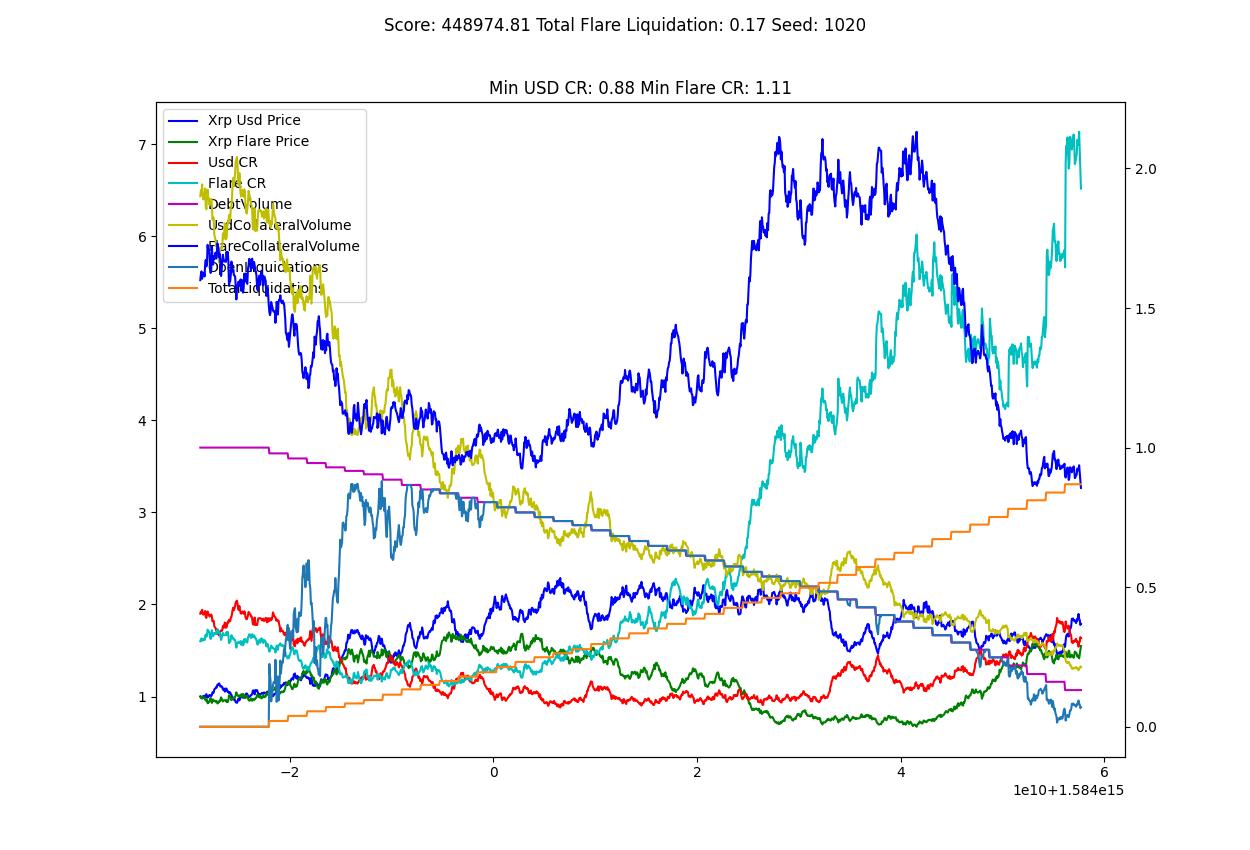 Score: 448974.81 Total Flare Liquidation: 0.17 Seed: 1020
Min USD CR: 0.88 Min Flare CR: 1.11
Xrp Usd Price
Xrp Flare Price
Usd CR
Flare CR
DebtVolume
UsdCollateralVolume
FlareCollateralVolume
OpenLiquidations
TotalLiquidations
7
6
5
4
3
2
1
2.0
1.5
1.0
0.5
0.0
−2
0
2
4
6
1e10+1.584e15